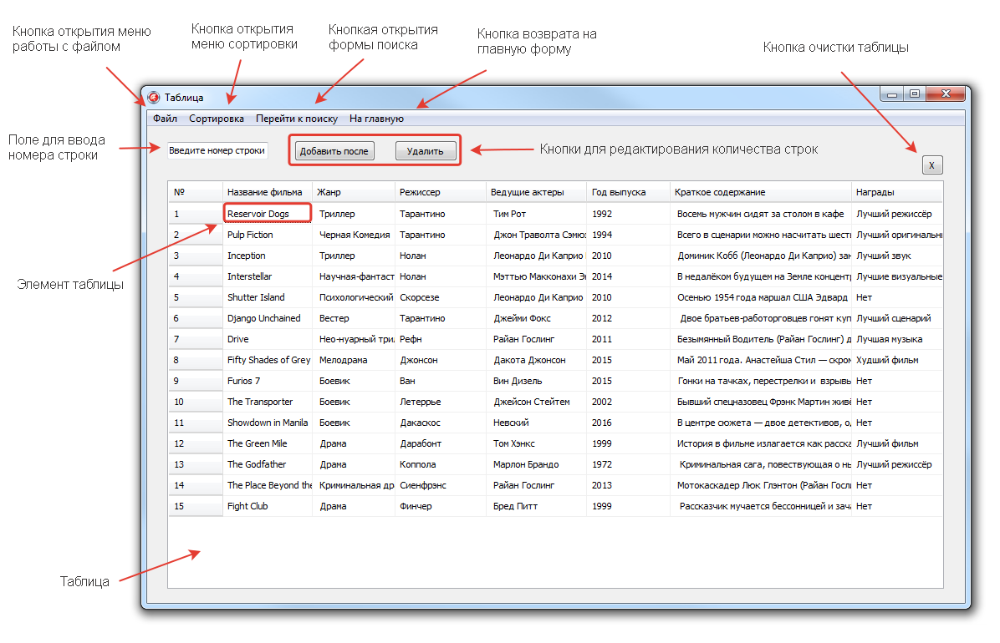 Кнопка открытия меню
работы с файлом
Кнопка открытия
меню сортировки
Кнопкая открытия
формы поиска
Кнопка возврата на
главную форму
Кнопка очистки таблицы
Таблица
Файл Сортировка Перейти к поиску На главную
Поле для ввода
номера строки
Введите номер строки Добавить после Удалить
Кнопки для редактирования количества строк
X
№ Название фильма Жанр Режиссер Ведущие актеры Год выпуска Краткое содержание Награды
1 Reservoir Dogs Триллер Тарантино Тим Рот 1992 Восемь мужчин сидят за столом в кафе Лучший режиссёр
2 Pulp Fiction Черная Комедия Тарантино Джон Траволта Сэмюэ 1994 Всего в сценарии можно насчитать шесть Лучший оригинальн
3 Inception Триллер Нолан Леонардо Ди Каприо 2010 Доминик Кобб (Леонардо Ди Каприо) зан Лучший звук
4 Interstellar Научная-фантаст Нолан Мэттью Макконахи Э 2014 В недалёком будущем на Земле концентр Лучшие визуальные
5 Shutter Island Психологический Скорсезе Леонардо Ди Каприо 2010 Осенью 1954 года маршал США Эдвард Нет
6 Django Unchained Вестер Тарантино Джейми Фокс 2012 Двое братьев-работорговцев гонят куп Лучший сценарий
7 Drive Нео-нуарный три Рефн Райан Гослинг 2011 Безымянный Водитель (Райан Гослинг) д Лучшая музыка
8 Fifty Shades of Grey Мелодрама Джонсон Дакота Джонсон 2015 Май 2011 года. Анастейша Стил — скром Худший фильм
9 Furios 7 Боевик Ван Вин Дизель 2015 Гонки на тачках, перестрелки и взрывы Нет
10 The Transporter Боевик Летеррье Джейсон Стейтем 2002 Бывший спецназовец Фрэнк Мартин живё Нет
11 Showdown in Manila Боевик Дакаскос Невский 2016 В центре сюжета — двое детективов, о Нет
12 The Green Mile Драма Дарабонт Том Хэнкс 1999 История в фильме излагается как расска Лучший фильм
13 The Godfather Драма Коппола Марлон Брандо 1972 Криминальная сага, повествующая о нь Лучший режиссёр
14 The Place Beyond the Криминальная др Сиенфрэнс Райан Гослинг 2013 Мотокаскадер Люк Глэнтон (Райан Госли Нет
15 Fight Club Драма Финчер Бред Питт 1999 Рассказчик мучается бессонницей и зача Нет
Элемент таблицы
Таблица